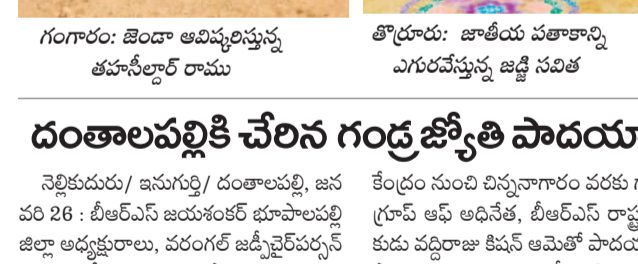 గంగారం: జెండా ఆవిష్కరిస్తున్న
తహసీల్దార్ రాము
తొర్రూరు: జాతీయ పతాకాన్ని
ఎగురవేస్తున్న జడ్జి సవిత
దంతాలపల్లికి చేరిన గండ్ర జ్యోతి పాదయా
నెల్లికుదురు/ ఇనుగుర్తి/ దంతాలపల్లి, జన
వరి 26 : బీఆర్ఎస్ జయశంకర్ భూపాలపల్లి
జిల్లా అధ్యక్షురాలు, వరంగల్ జడ్పీచైర్‌పర్సన్
కేంద్రం నుంచి చిన్ననాగారం వరకు
గ్రూప్ ఆఫ్ అధినేత, బీఆర్ఎస్ రాష్ట్ర
కుడు వద్దిరాజు కిషన్ ఆమెతో పాదయ